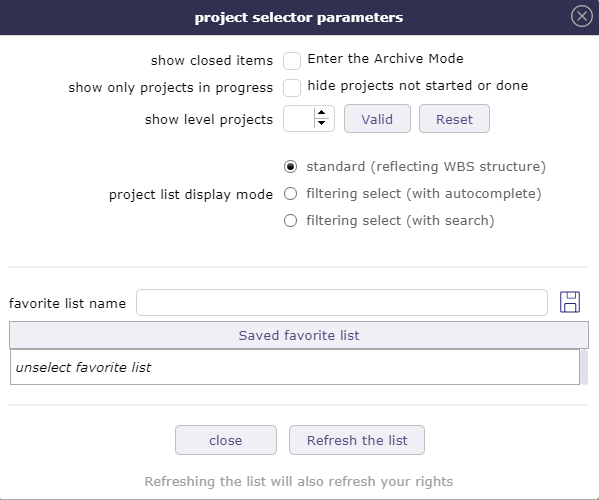 project selector parameters
show closed items Enter the Archive Mode
show only projects in progress hide projects not started or done
show level projects Valid Reset
standard (reflecting WBS structure)
project list display mode filtering select (with autocomplete)
filtering select (with search)
favorite list name
Saved favorite list
unselect favorite list
close Refresh the list
Refreshing the list will also refresh your rights